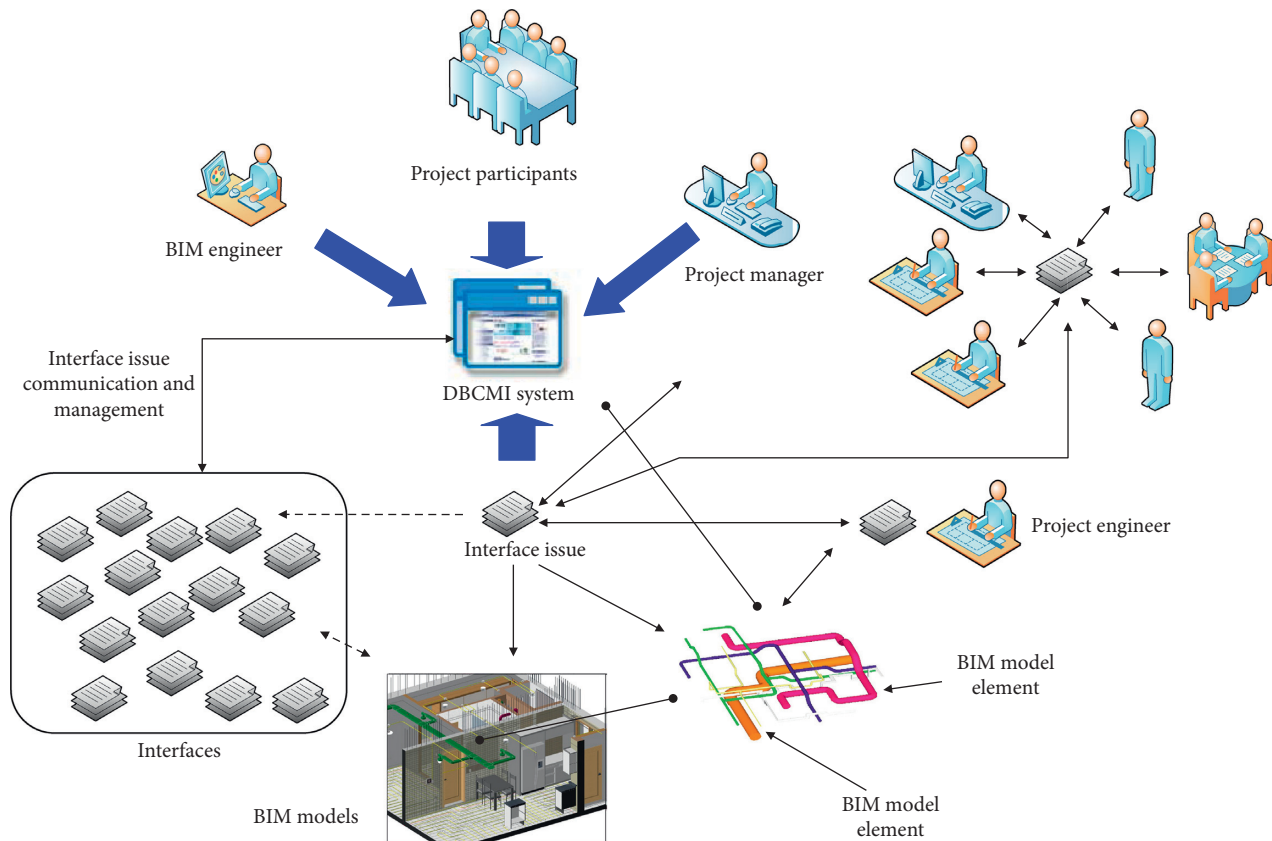 Project participants
BIM engineer
Project manager
Interface issue
communication and
management
DBCMI system
Interface issue
Project engineer
BIM model
element
Interfaces
BIM models
BIM model
element